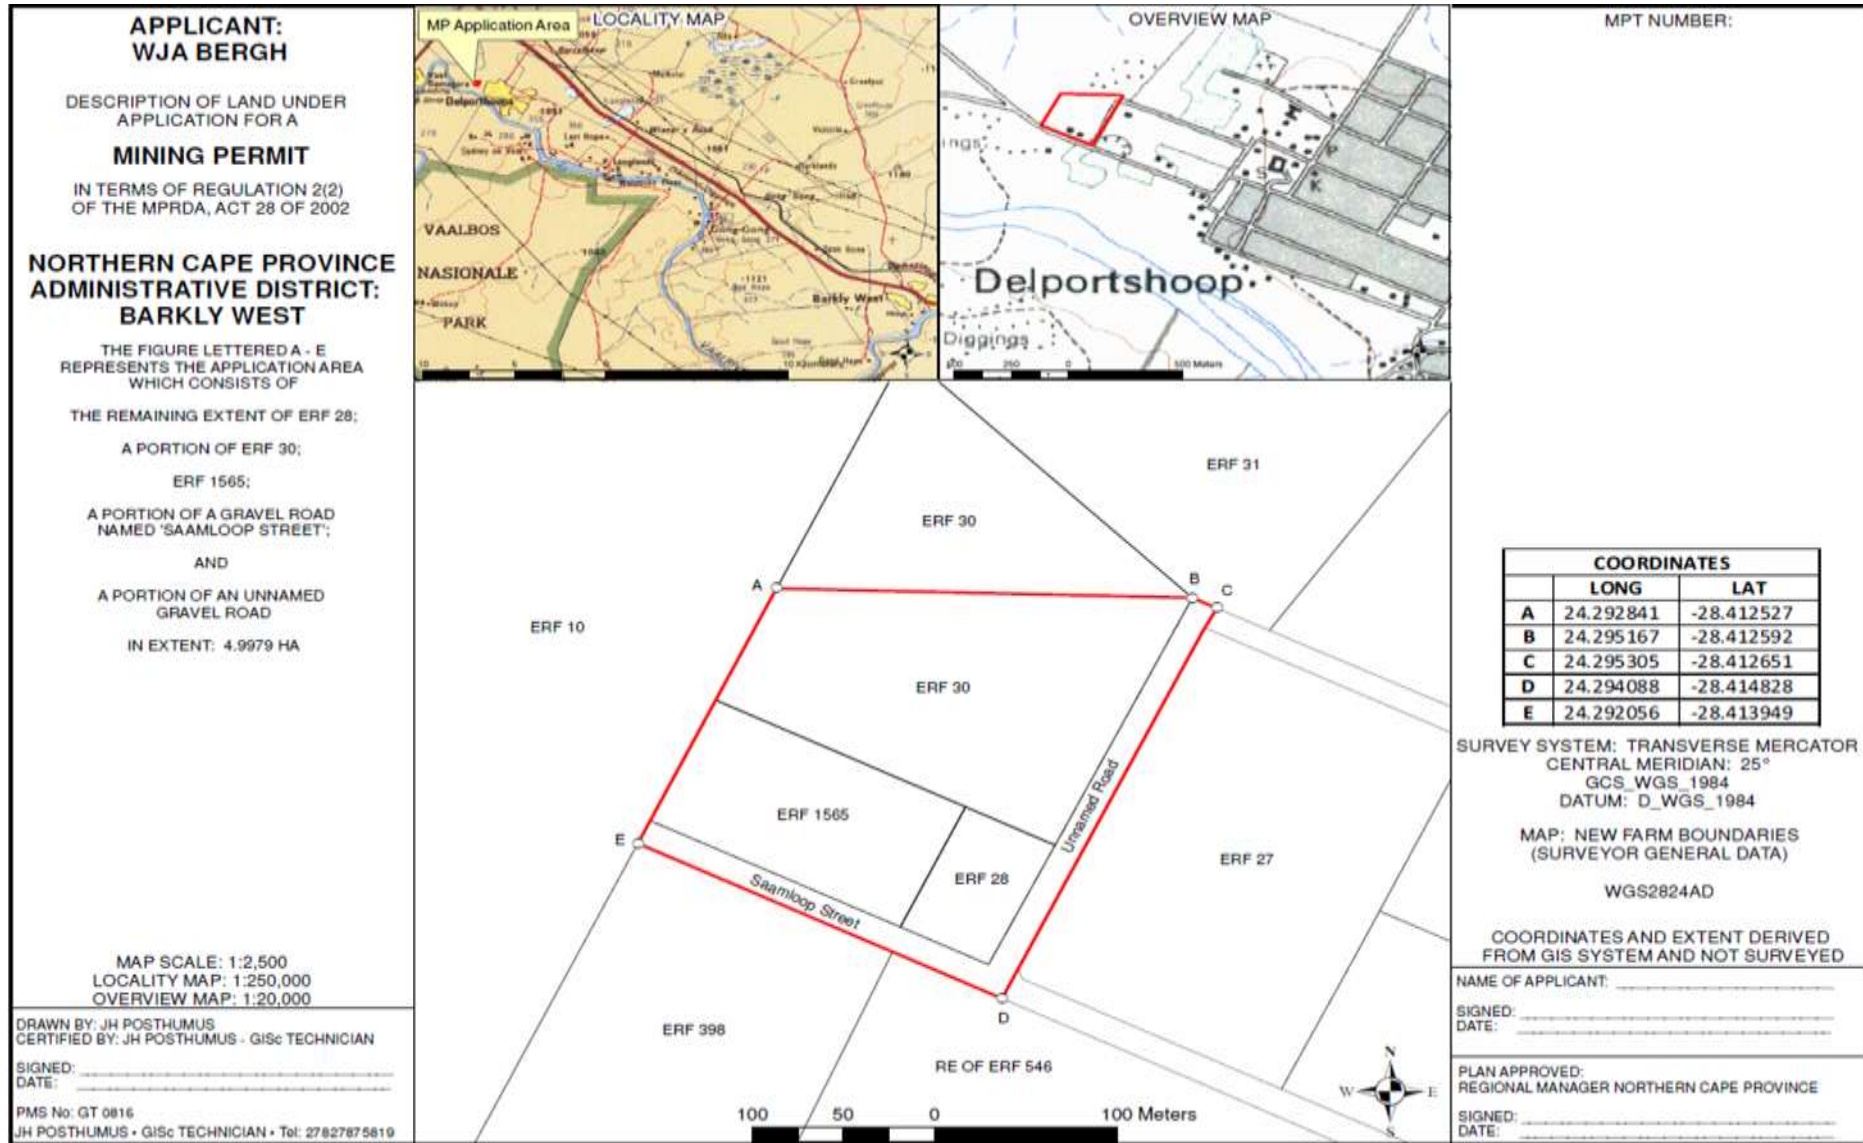 APPLICANT:
WJA BERGH
DESCRIPTION OF LAND UNDER
APPLICATION FOR A
MINING PERMIT
IN TERMS OF REGULATION 2(2)
OF THE MPRDA, ACT 28 OF 2002
NORTHERN CAPE PROVINCE
ADMINISTRATIVE DISTRICT:
BARKLY WEST
THE FIGURE LETTERED A - E
REPRESENTS THE APPLICATION AREA
WHICH CONSISTS OF
THE REMAINING EXTENT OF ERF 28;
A PORTION OF ERF 30;
ERF 1565;
A PORTION OF A GRAVEL ROAD
NAMED 'SAAMLOOP STREET';
AND
A PORTION OF AN UNNAMED
GRAVEL ROAD
IN EXTENT: 4.9979 HA
MAP SCALE: 1:2,500
LOCALITY MAP: 1:250,000
OVERVIEW MAP: 1:20,000
DRAWN BY: JH POSTHUMUS
CERTIFIED BY: JH POSTHUMUS - GISc TECHNICIAN
SIGNED:
DATE:
PMS No: GT 0816
JH POSTHUMUS • GISc TECHNICIAN • Tel: 27827875819
LOCALITY MAP
MP Application Area
Delportshoop
Longlands
Gong-Gong
VAALBOS
NASIONALE
PARK
Barkly West
OVERVIEW MAP
ings
S
P
K
Delportshoop
Diggings
250
0
500 Meters
ERF 31
ERF 30
A
B
C
ERF 10
ERF 30
Unnamed Road
ERF 1565
E
ERF 28
ERF 27
Saamloop Street
D
ERF 398
RE OF ERF 546
N
W
E
S
100 50 0 100 Meters
MPT NUMBER:
COORDINATES
LONG LAT
A 24.292841 -28.412527
B 24.295167 -28.412592
C 24.295305 -28.412651
D 24.294088 -28.414828
E 24.292056 -28.413949
SURVEY SYSTEM: TRANSVERSE MERCATOR
CENTRAL MERIDIAN: 25°
GCS_WGS_1984
DATUM: D_WGS_1984
MAP: NEW FARM BOUNDARIES
(SURVEYOR GENERAL DATA)
WGS2824AD
COORDINATES AND EXTENT DERIVED
FROM GIS SYSTEM AND NOT SURVEYED
NAME OF APPLICANT:
SIGNED:
DATE:
PLAN APPROVED:
REGIONAL MANAGER NORTHERN CAPE PROVINCE
SIGNED:
DATE: